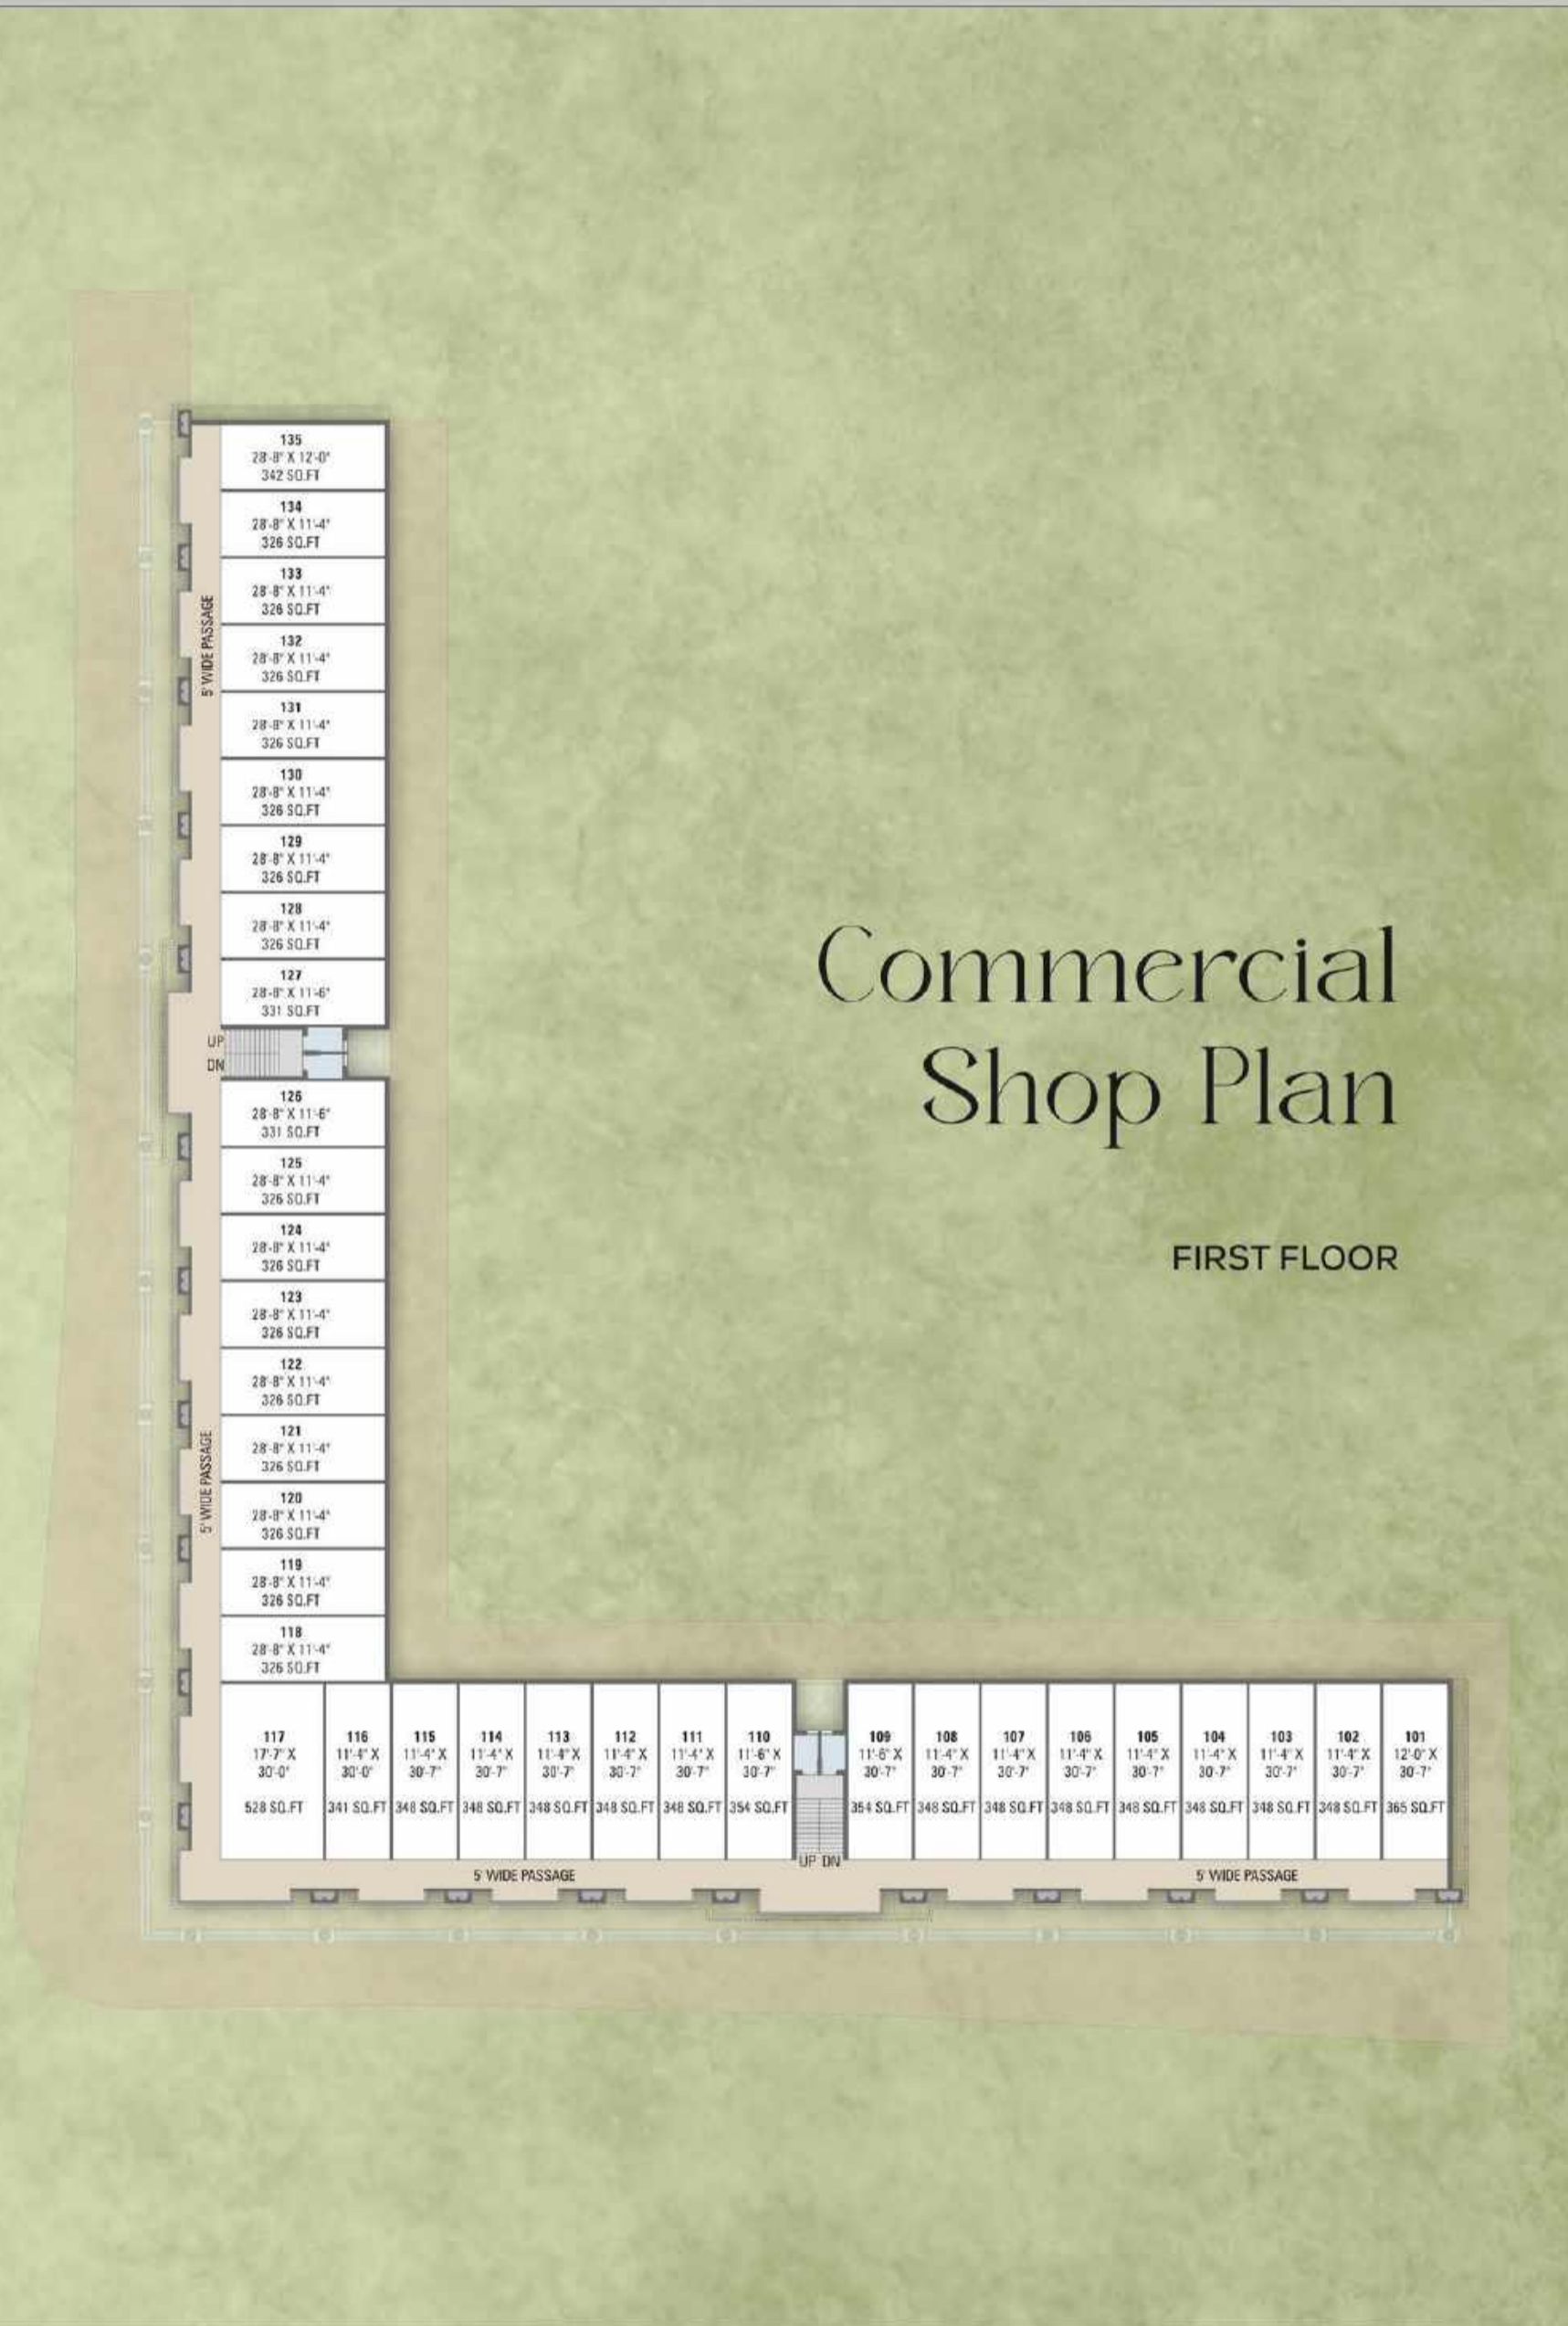 135
28'-8" X 12'-0"
342 SQ.FT
134
28'-8" X 11'-4"
326 SQ.FT
133
28'-8" X 11'-4"
326 SQ.FT
132
28'-8" X 11'-4"
326 SQ.FT
131
28'-8" X 11'-4"
326 SQ.FT
130
28'-8" X 11'-4"
326 SQ.FT
129
28'-8" X 11'-4"
326 SQ.FT
128
28'-8" X 11'-4"
326 SQ.FT
127
28'-8" X 11'-6"
331 SQ.FT
5' WIDE PASSAGE
UP
DN
Commercial
Shop Plan
FIRST FLOOR
126
28'-8" X 11'-6"
331 SQ.FT
125
28'-8" X 11'-4"
326 SQ.FT
124
28'-8" X 11'-4"
326 SQ.FT
123
28'-8" X 11'-4"
326 SQ.FT
122
28'-8" X 11'-4"
326 SQ.FT
121
28'-8" X 11'-4"
326 SQ.FT
120
28'-8" X 11'-4"
326 SQ.FT
119
28'-8" X 11'-4"
326 SQ.FT
118
28'-8" X 11'-4"
326 SQ.FT
5' WIDE PASSAGE
117
17'-7" X
30'-0"
528 SQ.FT
116
11'-4" X
30'-0"
341 SQ.FT
115
11'-4" X
30'-7"
348 SQ.FT
114
11'-4" X
30'-7"
348 SQ.FT
113
11'-4" X
30'-7"
348 SQ.FT
112
11'-4" X
30'-7"
348 SQ.FT
111
11'-4" X
30'-7"
348 SQ.FT
110
11'-6" X
30'-7"
354 SQ.FT
109
11'-6" X
30'-7"
354 SQ.FT
108
11'-4" X
30'-7"
348 SQ.FT
107
11'-4" X
30'-7"
348 SQ.FT
106
11'-4" X
30'-7"
348 SQ.FT
105
11'-4" X
30'-7"
348 SQ.FT
104
11'-4" X
30'-7"
348 SQ.FT
103
11'-4" X
30'-7"
348 SQ.FT
102
11'-4" X
30'-7"
348 SQ.FT
101
12'-0" X
30'-7"
365 SQ.FT
UP DN
5' WIDE PASSAGE
5' WIDE PASSAGE